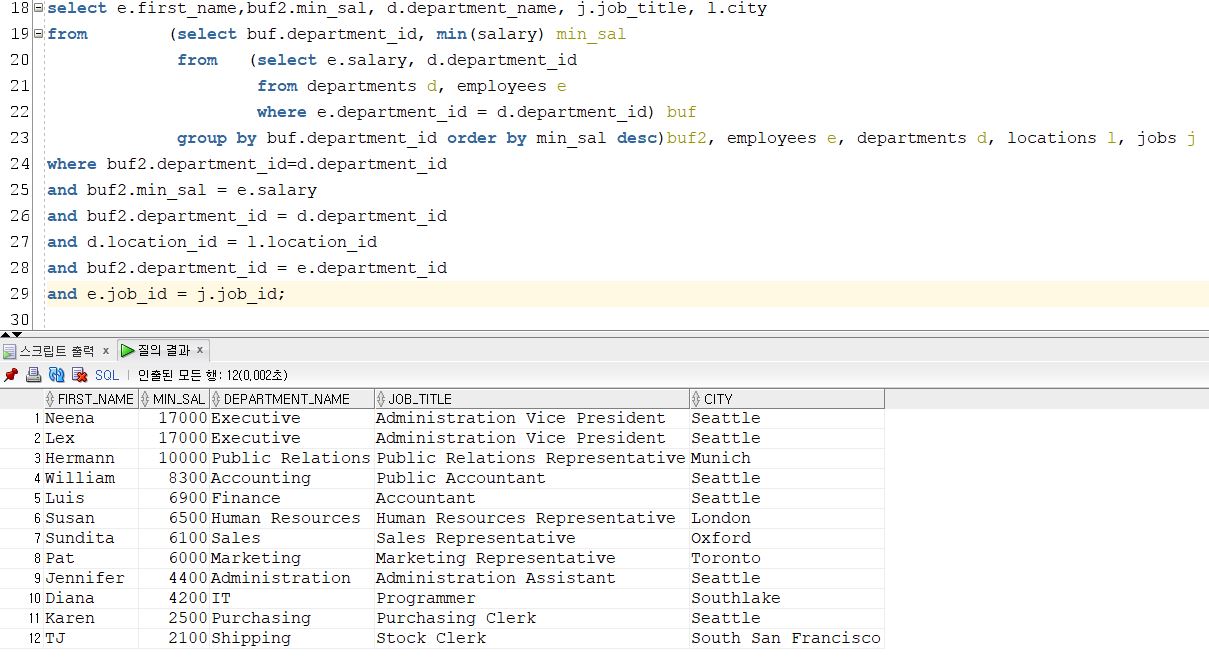 18 select e.first_name,buf2.min_sal, d.department_name, j.job_title, l.city
19 from (select buf.department_id, min(salary) min_sal
20 from (select e.salary, d.department_id
21 from departments d, employees e
22 where e.department_id = d.department_id) buf
23 group by buf.department_id order by min_sal desc)buf2, employees e, departments d, locations l, jobs j
24 where buf2.department_id=d.department_id
25 and buf2.min_sal = e.salary
26 and buf2.department_id = d.department_id
27 and d.location_id = l.location_id
28 and buf2.department_id = e.department_id
29 and e.job_id = j.job_id;
30
스크립트 출력 x 질의 결과 x
SQL | 인출된 모든 행: 12(0,002초)
FIRST_NAME MIN_SAL DEPARTMENT_NAME JOB_TITLE CITY
1 Neena 17000 Executive Administration Vice President Seattle
2 Lex 17000 Executive Administration Vice President Seattle
3 Hermann 10000 Public Relations Public Relations Representative Munich
4 William 8300 Accounting Public Accountant Seattle
5 Luis 6900 Finance Accountant Seattle
6 Susan 6500 Human Resources Human Resources Representative London
7 Sundita 6100 Sales Sales Representative Oxford
8 Pat 6000 Marketing Marketing Representative Toronto
9 Jennifer 4400 Administration Administration Assistant Seattle
10 Diana 4200 IT Programmer Southlake
11 Karen 2500 Purchasing Purchasing Clerk Seattle
12 TJ 2100 Shipping Stock Clerk South San Francisco